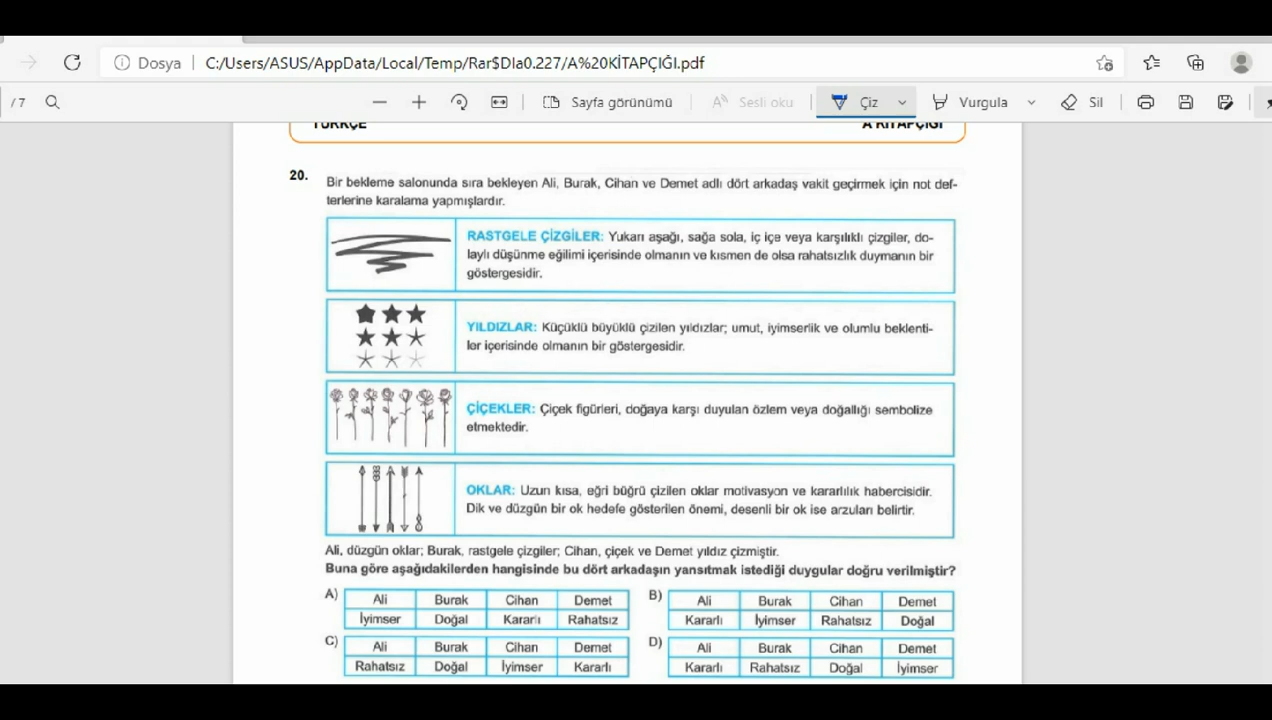 Dosya C:/Users/ASUS/AppData/Local/Temp/Rar$DIa0.227/A%20KİTAPÇIĞI.pdf
/7 Sayfa görünümü Sesli oku Çiz Vurgula Sil
TÜRKÇE A KİTAPÇIĞI
20. Bir bekleme salonunda sıra bekleyen Ali, Burak, Cihan ve Demet adlı dört arkadaş vakit geçirmek için not def-
terlerine karalama yapmışlardır.
RASTGELE ÇİZGİLER: Yukarı aşağı, sağa sola, iç içe veya karşılıklı çizgiler, do-
laylı düşünme eğilimi içerisinde olmanın ve kısmen de olsa rahatsızlık duymanın bir
göstergesidir.
YILDIZLAR: Küçüklü büyüklü çizilen yıldızlar; umut, iyimserlik ve olumlu beklenti-
ler içerisinde olmanın bir göstergesidir.
ÇİÇEKLER: Çiçek figürleri, doğaya karşı duyulan özlem veya doğallığı sembolize
etmektedir.
OKLAR: Uzun kısa, eğri büğrü çizilen oklar motivasyon ve kararlılık habercisidir.
Dik ve düzgün bir ok hedefe gösterilen önemi, desenli bir ok ise arzuları belirtir.
Ali, düzgün oklar; Burak, rastgele çizgiler; Cihan, çiçek ve Demet yıldız çizmiştir.
Buna göre aşağıdakilerden hangisinde bu dört arkadaşın yansıtmak istediği duygular doğru verilmiştir?
A) Ali Burak Cihan Demet
İyimser Doğal Kararlı Rahatsız
B) Ali Burak Cihan Demet
Kararlı İyimser Rahatsız Doğal
C) Ali Burak Cihan Demet
Rahatsız Doğal İyimser Kararlı
D) Ali Burak Cihan Demet
Kararlı Rahatsız Doğal İyimser